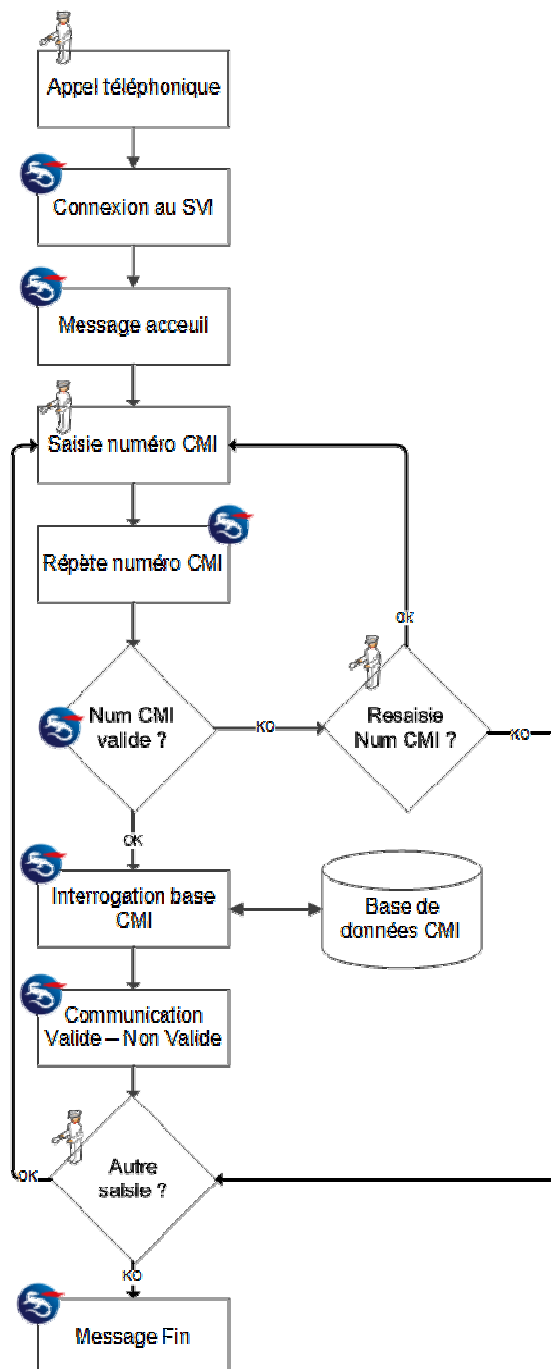 Appel téléphonique
Connexion au SVI
Message acceuil
Saisie numéro CMI
Répète numéro CMI
OK
Num CMI
valide ?
KO
Resaisie
Num CMI ?
KO
OK
Interrogation base
CMI
Base de
données CMI
Communication
Valide – Non Valide
OK
Autre
saisie ?
KO
Message Fin